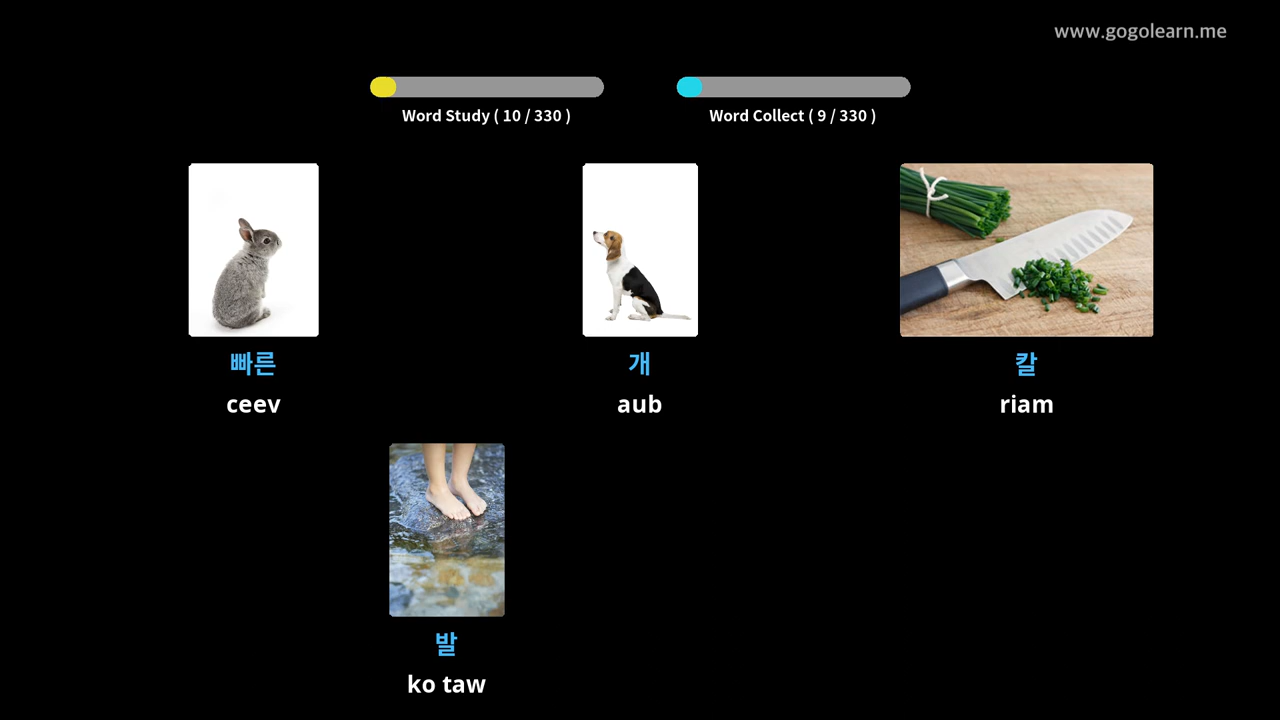 www.gogolearn.me
Word Study ( 10 / 330 )
Word Collect ( 9 / 330 )
빠른
개
칼
ceev
aub
riam
발
ko taw